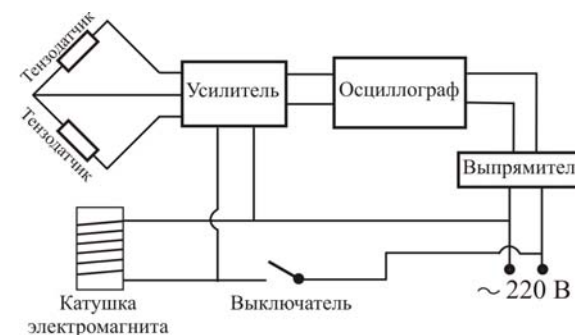 Тензодатчик
Усилитель
Осциллограф
Тензодатчик
Выпрямител
Катушка
электромагнита
Выключатель
~ 220 В